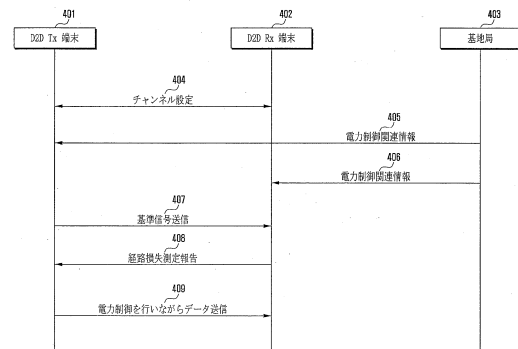 401
402
403
D2D Tx 端末
D2D Rx 端末
基地局
404
チャンネル設定
405
電力制御関連情報
406
電力制御関連情報
407
基準信号送信
408
経路損失測定報告
409
電力制御を行いながらデータ送信